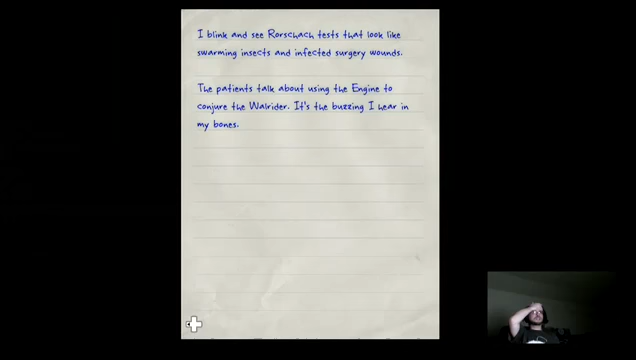 I blink and see Rorschach tests that look like
swarming insects and infected surgery wounds.
The patients talk about using the Engine to
conjure the Walrider. It's the buzzing I hear in
my bones.